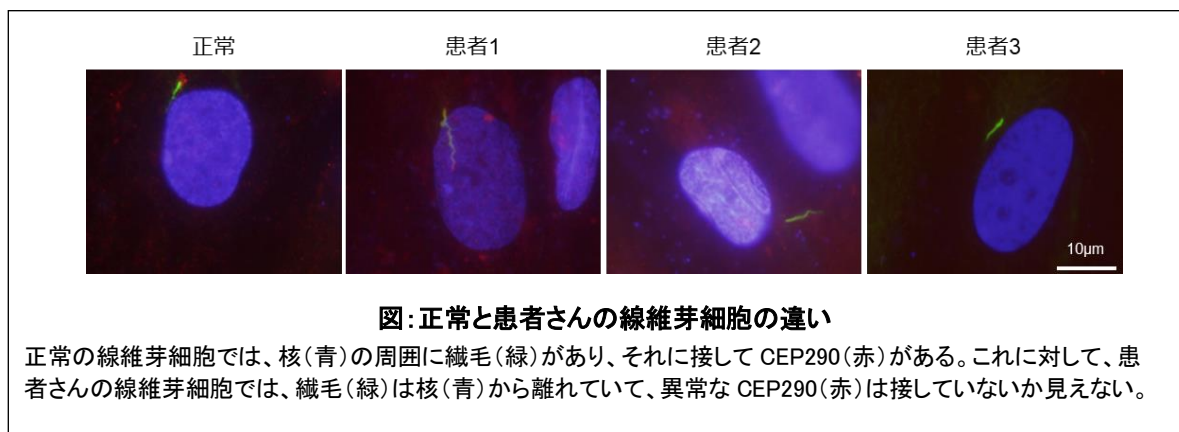 正常 患者1 患者2 患者3
10μm
図:正常と患者さんの線維芽細胞の違い
正常の線維芽細胞では、核(青)の周囲に繊毛(緑)があり、それに接して CEP290(赤)がある。これに対して、患
者さんの線維芽細胞では、繊毛(緑)は核(青)から離れていて、異常な CEP290(赤)は接していないか見えない。